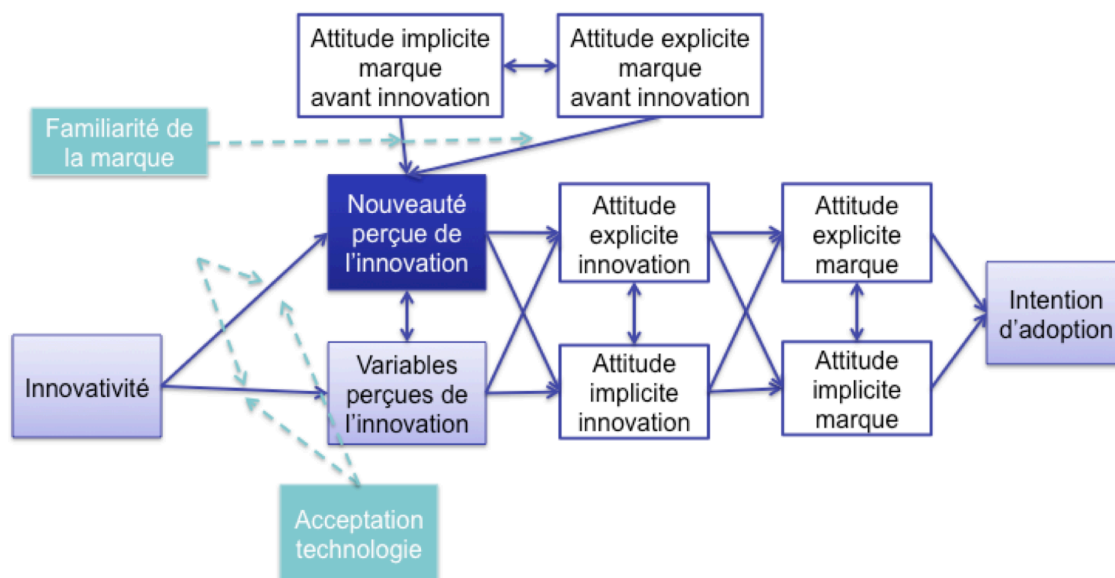 Attitude implicite
marque
avant innovation
Attitude explicite
marque
avant innovation
Familiarité de
la marque
Nouveauté
perçue de
l'innovation
Attitude
explicite
innovation
Attitude
explicite
marque
Innovativité
Variables
perçues de
l'innovation
Attitude
implicite
innovation
Attitude
implicite
marque
Intention
d'adoption
Acceptation
technologie